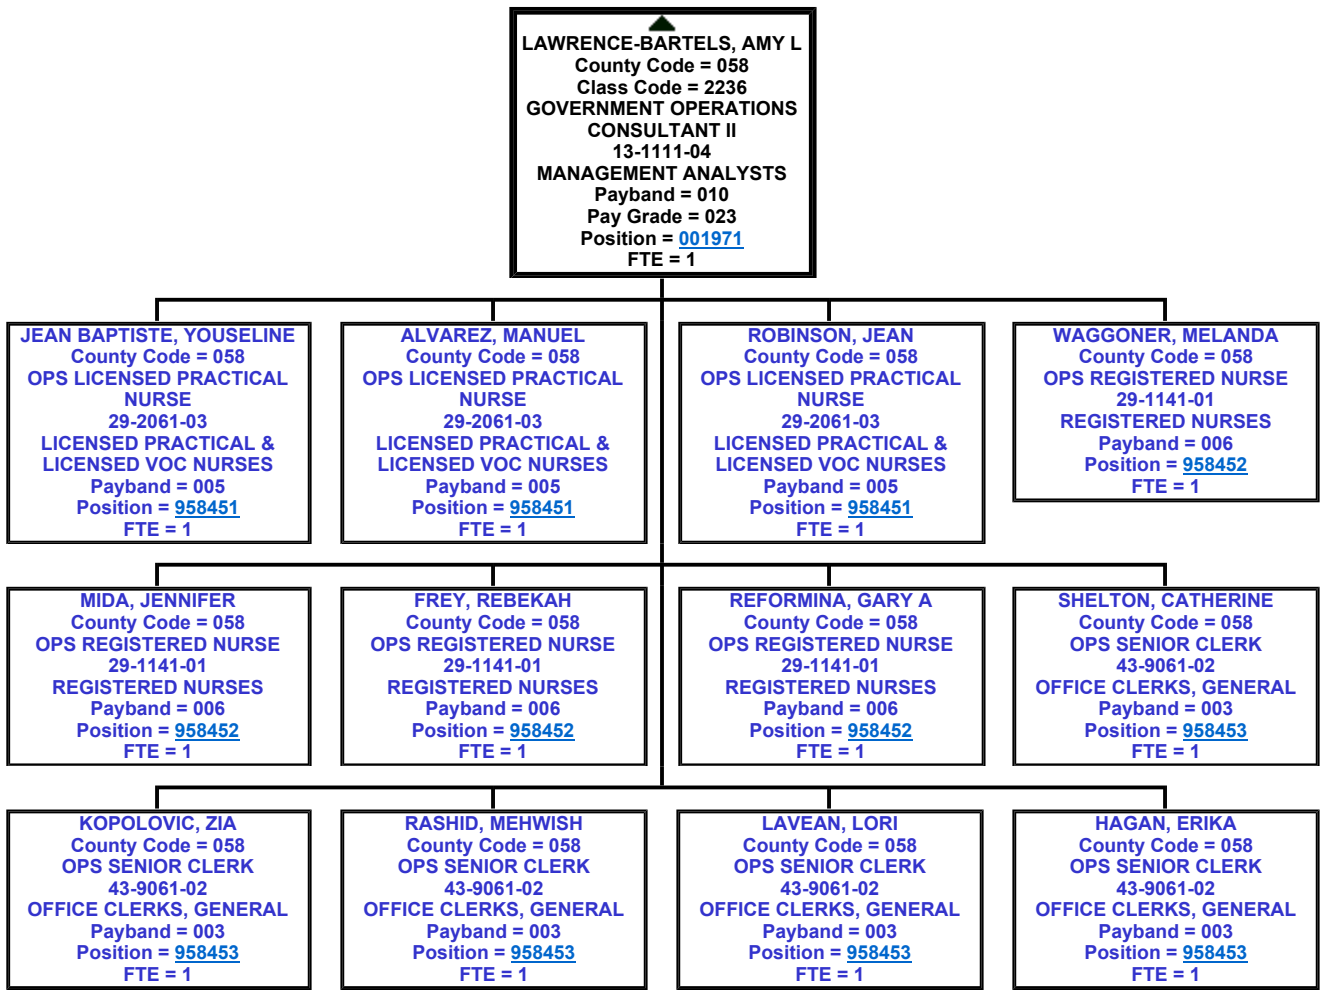 LAWRENCE-BARTELS, AMY L
County Code = 058
Class Code = 2236
GOVERNMENT OPERATIONS
CONSULTANT II
13-1111-04
MANAGEMENT ANALYSTS
Payband = 010
Pay Grade = 023
Position = 001971
FTE = 1
JEAN BAPTISTE, YOUSELINE
County Code = 058
OPS LICENSED PRACTICAL
NURSE
29-2061-03
LICENSED PRACTICAL &
LICENSED VOC NURSES
Payband = 005
Position = 958451
FTE = 1
ALVAREZ, MANUEL
County Code = 058
OPS LICENSED PRACTICAL
NURSE
29-2061-03
LICENSED PRACTICAL &
LICENSED VOC NURSES
Payband = 005
Position = 958451
FTE = 1
ROBINSON, JEAN
County Code = 058
OPS LICENSED PRACTICAL
NURSE
29-2061-03
LICENSED PRACTICAL &
LICENSED VOC NURSES
Payband = 005
Position = 958451
FTE = 1
WAGGONER, MELANDA
County Code = 058
OPS REGISTERED NURSE
29-1141-01
REGISTERED NURSES
Payband = 006
Position = 958452
FTE = 1
MIDA, JENNIFER
County Code = 058
OPS REGISTERED NURSE
29-1141-01
REGISTERED NURSES
Payband = 006
Position = 958452
FTE = 1
FREY, REBEKAH
County Code = 058
OPS REGISTERED NURSE
29-1141-01
REGISTERED NURSES
Payband = 006
Position = 958452
FTE = 1
REFORMINA, GARY A
County Code = 058
OPS REGISTERED NURSE
29-1141-01
REGISTERED NURSES
Payband = 006
Position = 958452
FTE = 1
SHELTON, CATHERINE
County Code = 058
OPS SENIOR CLERK
43-9061-02
OFFICE CLERKS, GENERAL
Payband = 003
Position = 958453
FTE = 1
KOPOLOVIC, ZIA
County Code = 058
OPS SENIOR CLERK
43-9061-02
OFFICE CLERKS, GENERAL
Payband = 003
Position = 958453
FTE = 1
RASHID, MEHWISH
County Code = 058
OPS SENIOR CLERK
43-9061-02
OFFICE CLERKS, GENERAL
Payband = 003
Position = 958453
FTE = 1
LAVEAN, LORI
County Code = 058
OPS SENIOR CLERK
43-9061-02
OFFICE CLERKS, GENERAL
Payband = 003
Position = 958453
FTE = 1
HAGAN, ERIKA
County Code = 058
OPS SENIOR CLERK
43-9061-02
OFFICE CLERKS, GENERAL
Payband = 003
Position = 958453
FTE = 1